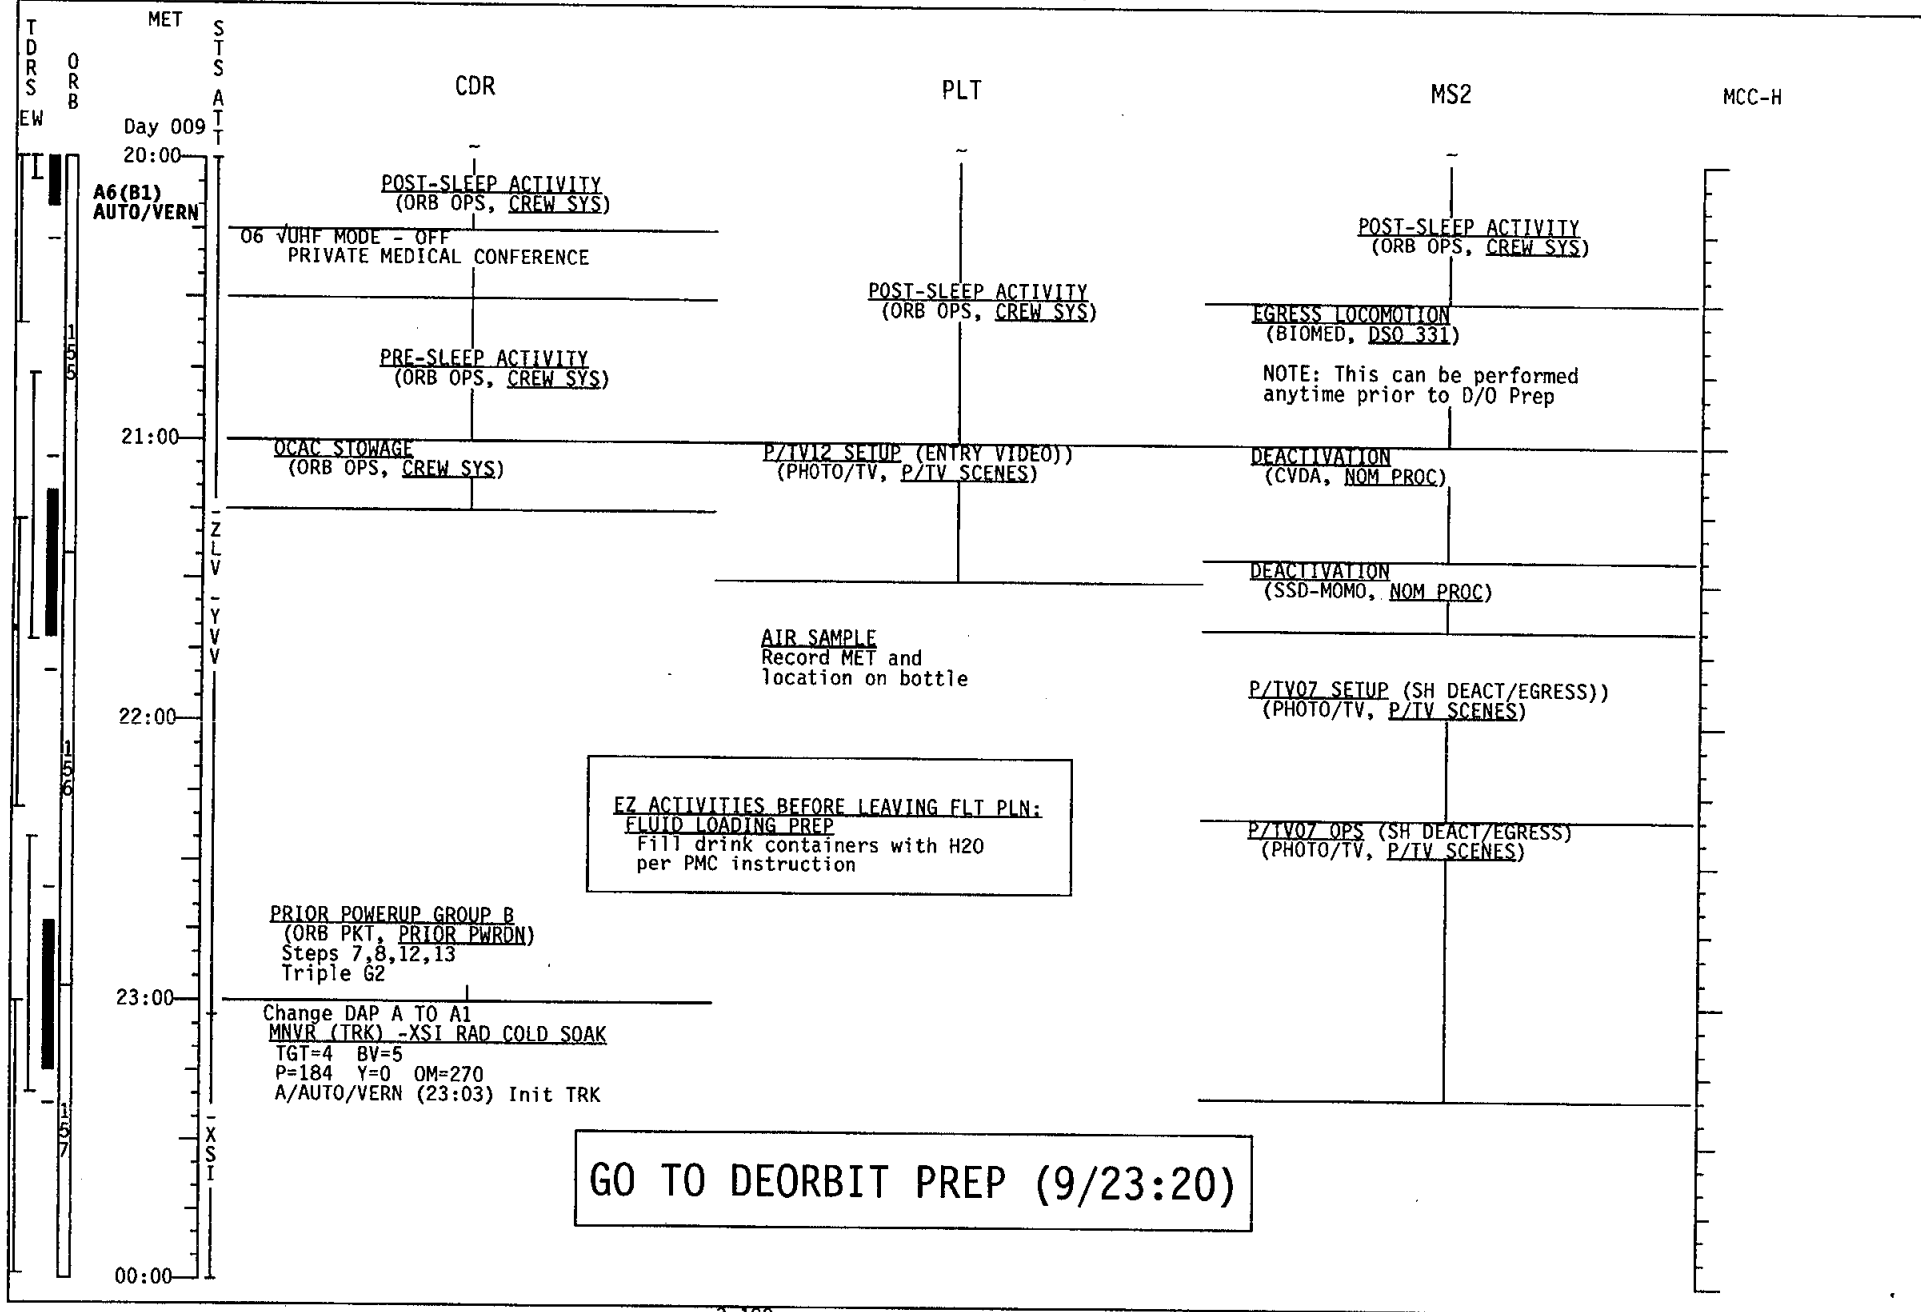 TDRS
EW
ORB
MET
STS ATT
CDR
PLT
MS2
MCC-H
Day 009
20:00
A6(B1)
AUTO/VERN
21:00
22:00
23:00
00:00
155
156
157
-ZLV -YVV
-XSI
~
POST-SLEEP ACTIVITY
(ORB OPS, CREW SYS)
O6 √UHF MODE - OFF
PRIVATE MEDICAL CONFERENCE
PRE-SLEEP ACTIVITY
(ORB OPS, CREW SYS)
OCAC STOWAGE
(ORB OPS, CREW SYS)
PRIOR POWERUP GROUP B
(ORB PKT, PRIOR PWRDN)
Steps 7,8,12,13
Triple G2
Change DAP A TO A1
MNVR (TRK) -XSI RAD COLD SOAK
TGT=4 BV=5
P=184 Y=0 OM=270
A/AUTO/VERN (23:03) Init TRK
~
POST-SLEEP ACTIVITY
(ORB OPS, CREW SYS)
P/TV12 SETUP (ENTRY VIDEO))
(PHOTO/TV, P/TV SCENES)
AIR SAMPLE
Record MET and
location on bottle
EZ ACTIVITIES BEFORE LEAVING FLT PLN:
FLUID LOADING PREP
Fill drink containers with H2O
per PMC instruction
~
POST-SLEEP ACTIVITY
(ORB OPS, CREW SYS)
EGRESS LOCOMOTION
(BIOMED, DSO 331)
NOTE: This can be performed
anytime prior to D/O Prep
DEACTIVATION
(CVDA, NOM PROC)
DEACTIVATION
(SSD-MOMO, NOM PROC)
P/TV07 SETUP (SH DEACT/EGRESS))
(PHOTO/TV, P/TV SCENES)
P/TV07 OPS (SH DEACT/EGRESS)
(PHOTO/TV, P/TV SCENES)
GO TO DEORBIT PREP (9/23:20)